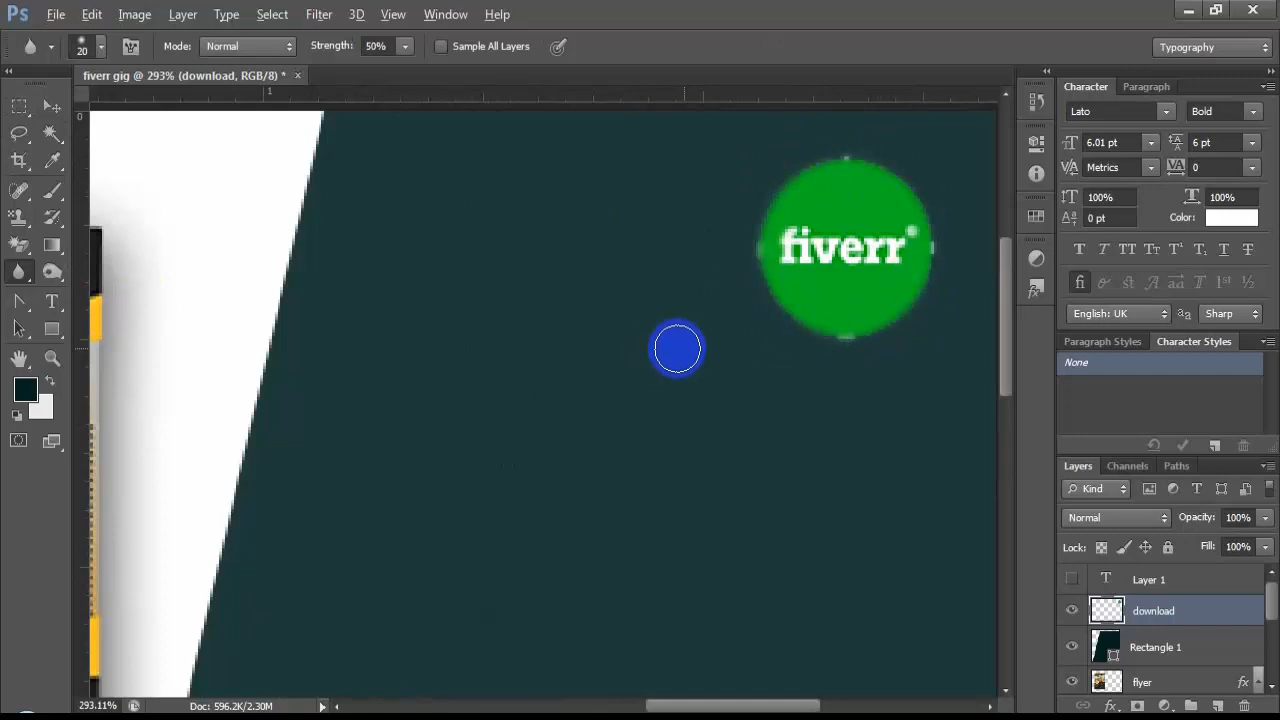 Ps File Edit Image Layer Type Select Filter 3D View Window Help
20 Mode: Normal Strength: 50% Sample All Layers Typography
fiverr gig @ 293% (download, RGB/8) * ×
1
0
fiverr
Character Paragraph
Lato Bold
6.01 pt 6 pt
Metrics 0
100% 100%
0 pt Color:
English: UK Sharp
Paragraph Styles Character Styles
None
Layers Channels Paths
Kind
Normal Opacity: 100%
Lock: Fill: 100%
Layer 1
download
Rectangle 1
flyer fx
293.11% Doc: 596.2K/2.30M